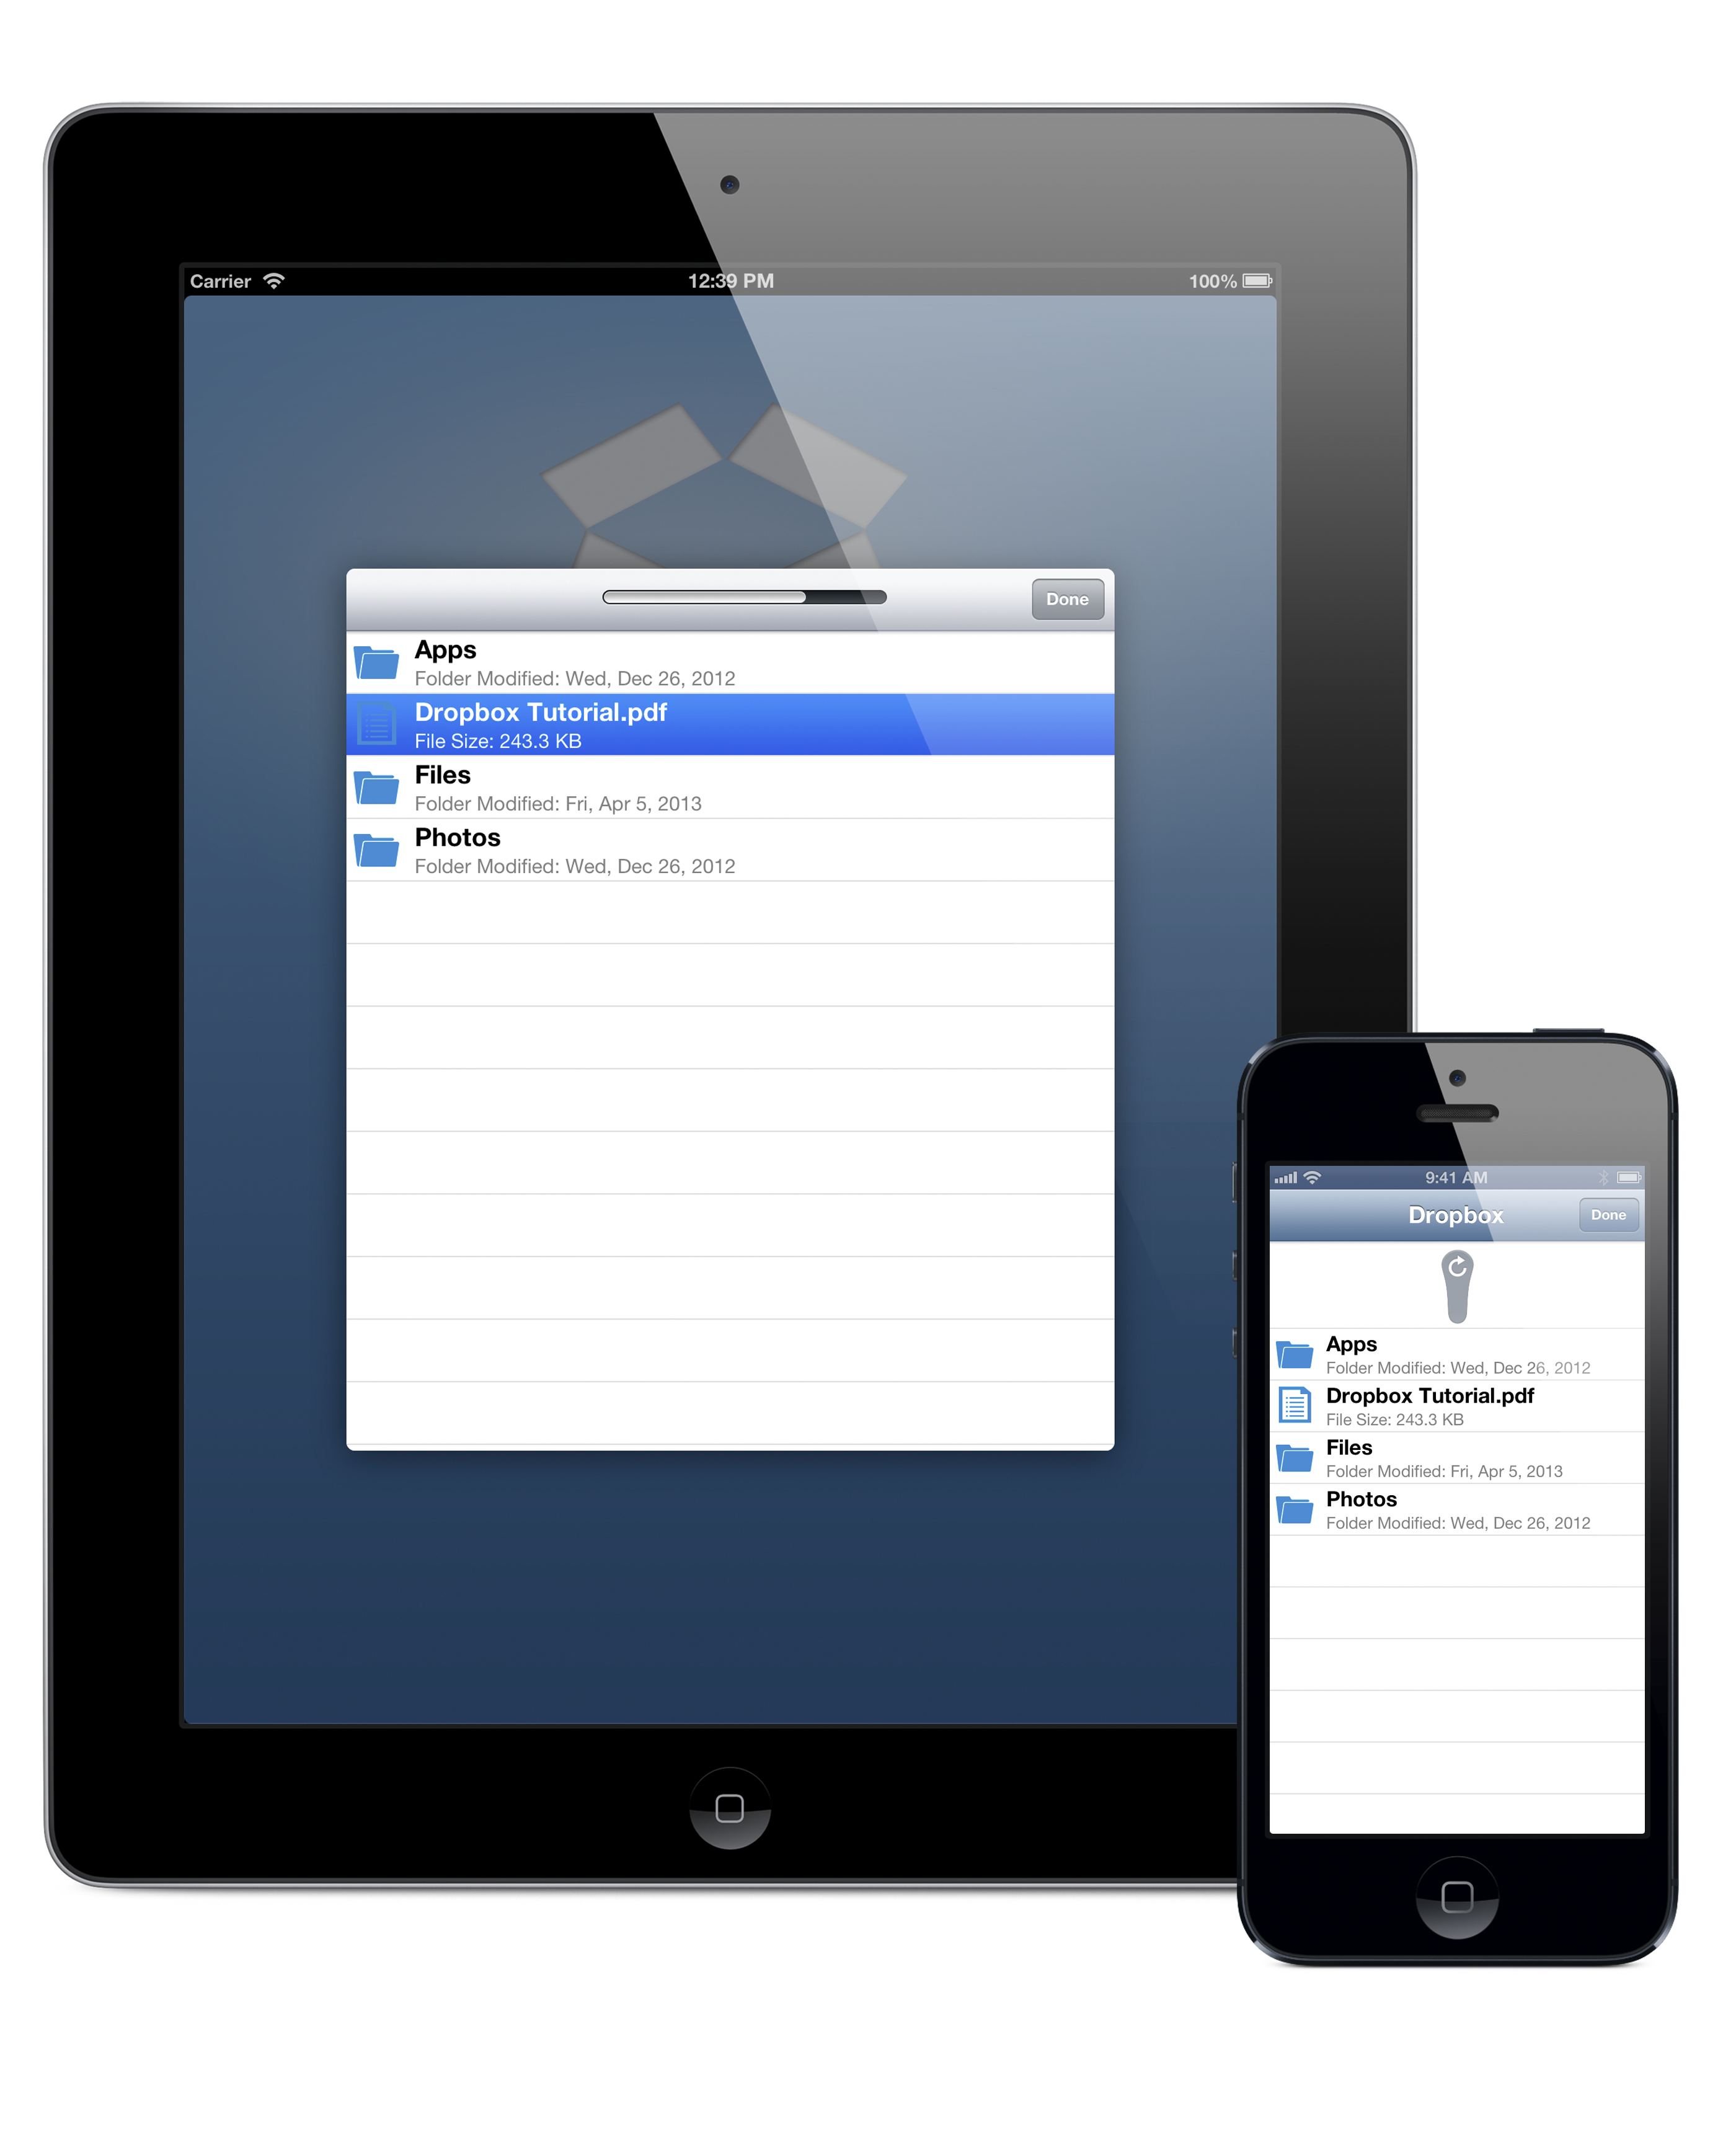 Carrier 12:39 PM 100%
Done
Apps
Folder Modified: Wed, Dec 26, 2012
Dropbox Tutorial.pdf
File Size: 243.3 KB
Files
Folder Modified: Fri, Apr 5, 2013
Photos
Folder Modified: Wed, Dec 26, 2012
9:41 AM
Dropbox Done
Apps
Folder Modified: Wed, Dec 26, 2012
Dropbox Tutorial.pdf
File Size: 243.3 KB
Files
Folder Modified: Fri, Apr 5, 2013
Photos
Folder Modified: Wed, Dec 26, 2012